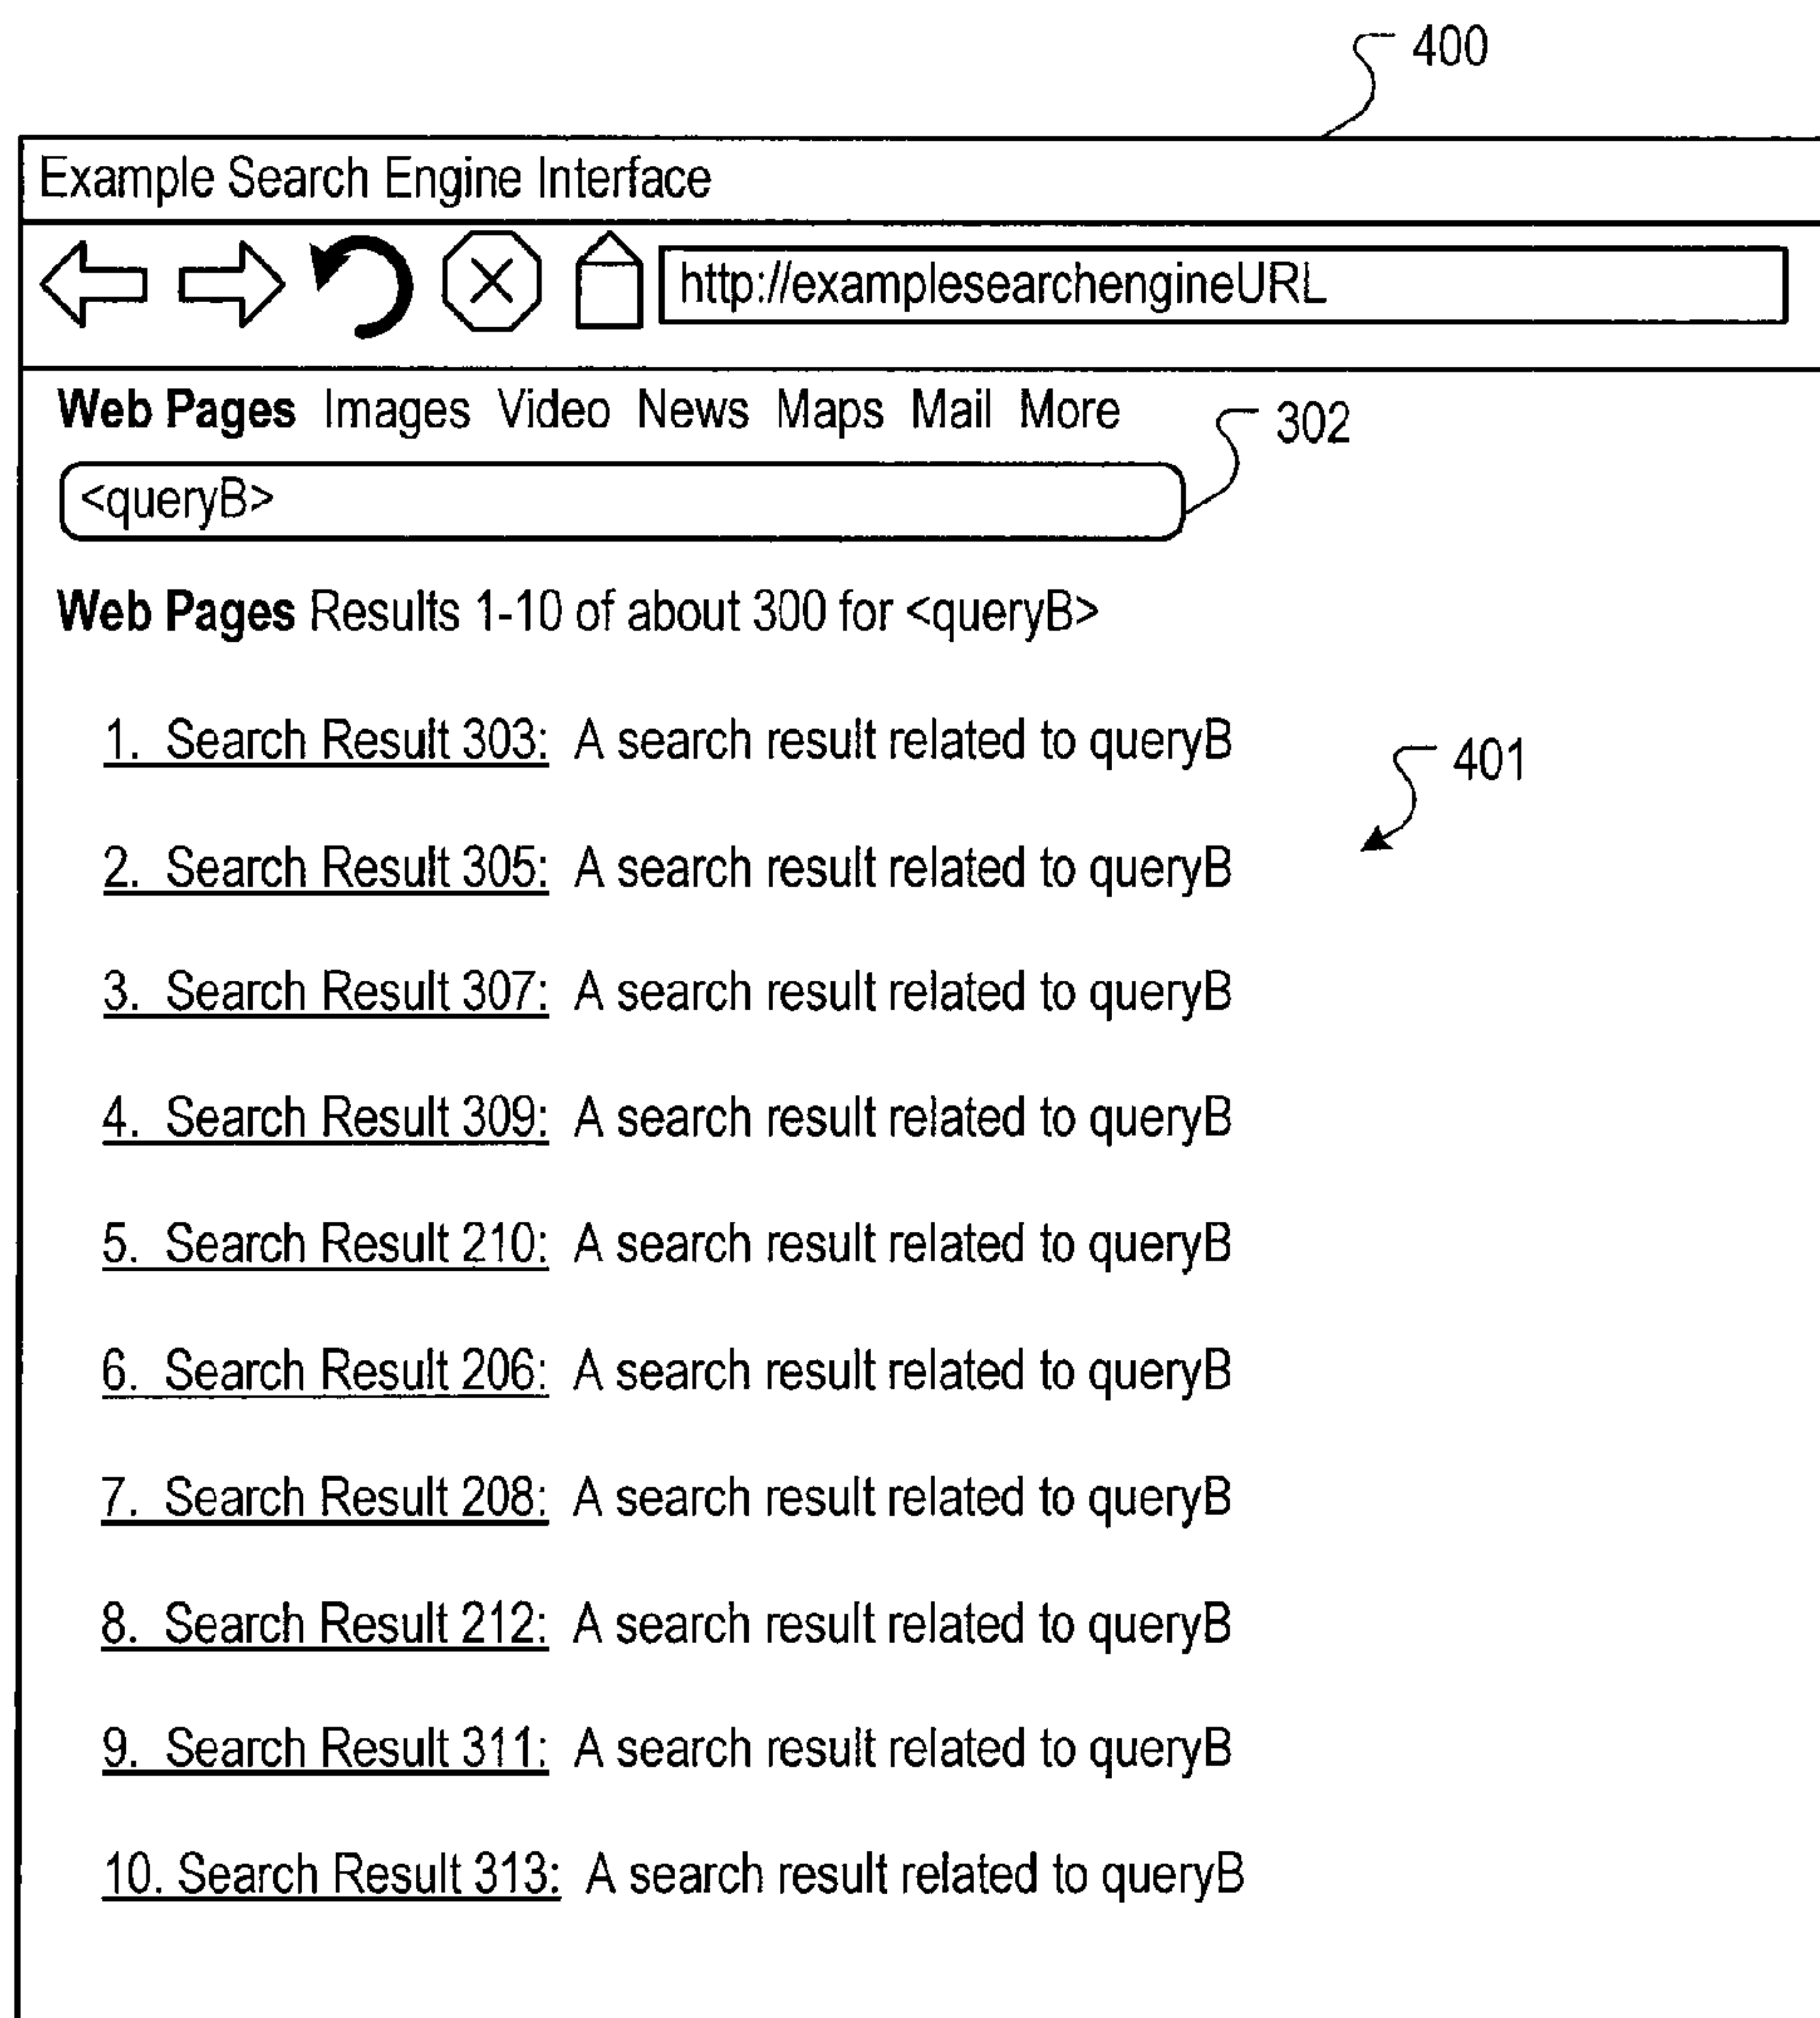 400
Example Search Engine Interface
http://examplesearchengineURL
Web Pages Images Video News Maps Mail More
302
<queryB>
Web Pages Results 1-10 of about 300 for <queryB>
1. Search Result 303: A search result related to queryB
401
2. Search Result 305: A search result related to queryB
3. Search Result 307: A search result related to queryB
4. Search Result 309: A search result related to queryB
5. Search Result 210: A search result related to queryB
6. Search Result 206: A search result related to queryB
7. Search Result 208: A search result related to queryB
8. Search Result 212: A search result related to queryB
9. Search Result 311: A search result related to queryB
10. Search Result 313: A search result related to queryB